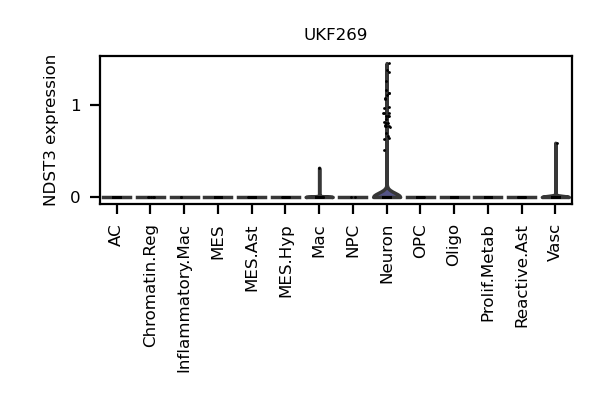 UKF269
NDST3 expression
1
0
AC
Chromatin.Reg
Inflammatory.Mac
MES
MES.Ast
MES.Hyp
Mac
NPC
Neuron
OPC
Oligo
Prolif.Metab
Reactive.Ast
Vasc